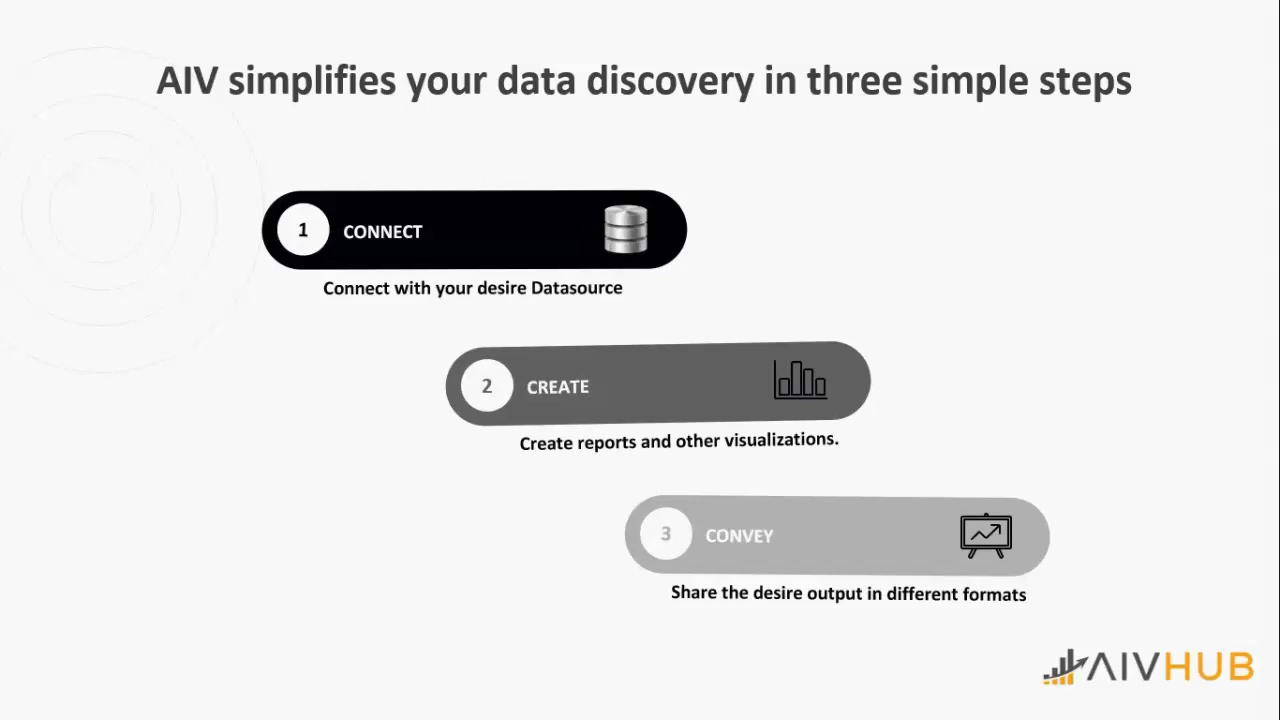 AIV simplifies your data discovery in three simple steps
1 CONNECT
Connect with your desire Datasource
2 CREATE
Create reports and other visualizations.
3 CONVEY
Share the desire output in different formats
AIVHUB